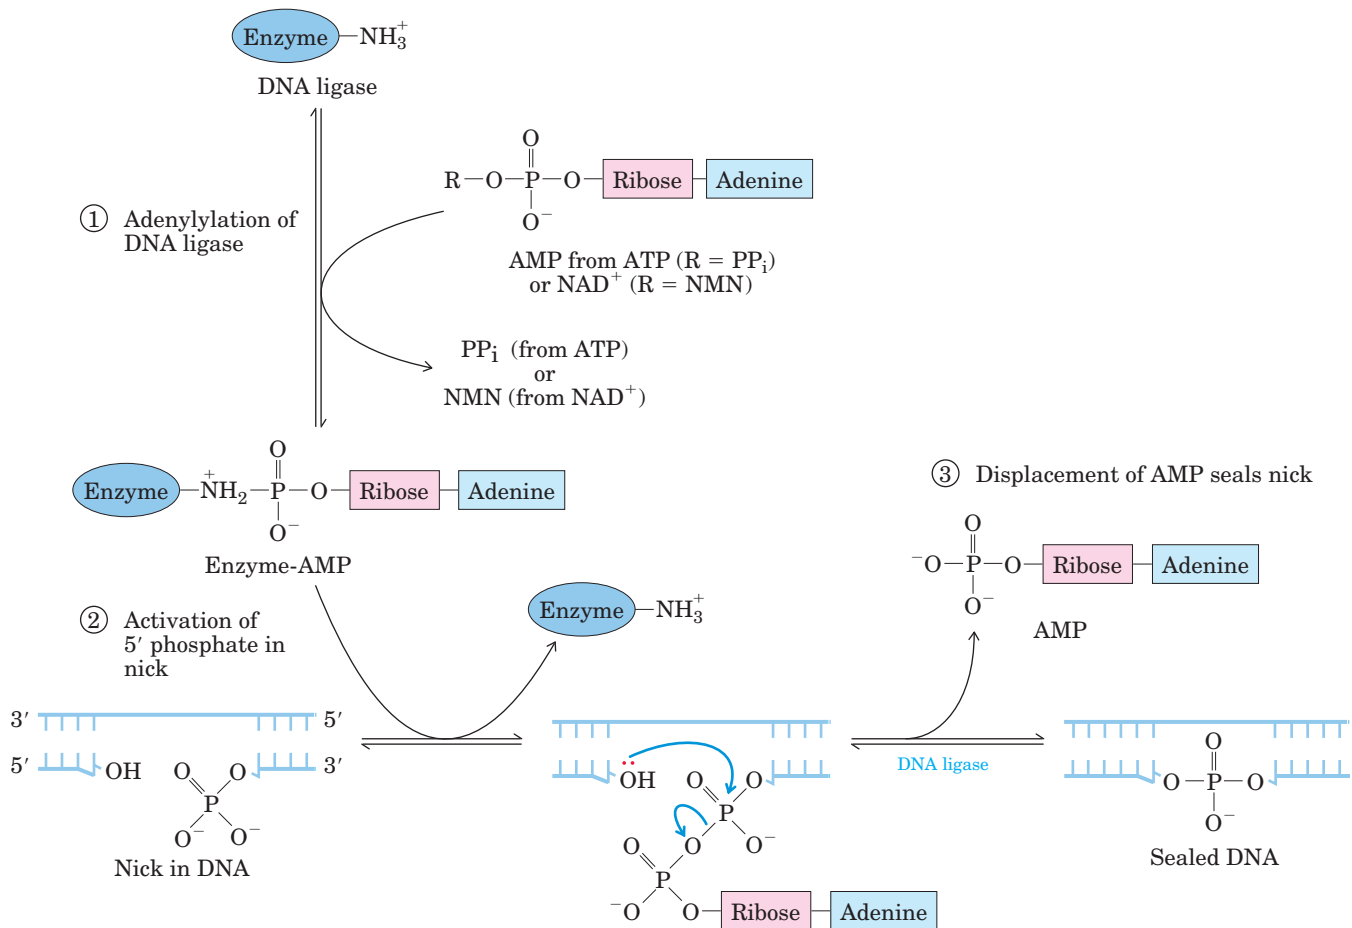 Enzyme NH3+
DNA ligase
O
R—O—P—O—Ribose Adenine
O−
① Adenylylation of
DNA ligase
AMP from ATP (R = PPi)
or NAD+ (R = NMN)
PPi (from ATP)
or
NMN (from NAD+)
O
Enzyme +NH2—P—O—Ribose Adenine
O−
Enzyme-AMP
③ Displacement of AMP seals nick
O
−O—P—O—Ribose Adenine
O−
AMP
② Activation of
5′ phosphate in
nick
Enzyme NH3+
3′ 5′
5′ OH 3′
O O
P
O− O−
Nick in DNA
OH O O
P
O O−
O
P
−O O—Ribose Adenine
DNA ligase
O
O—P—O
O−
Sealed DNA